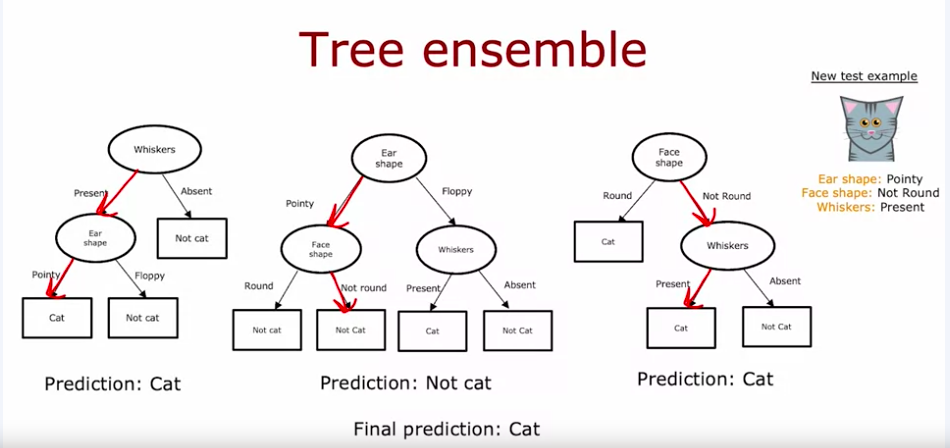 Tree ensemble
New test example
Ear shape: Pointy
Face shape: Not Round
Whiskers: Present
Whiskers
Present
Absent
Ear
shape
Not cat
Pointy
Floppy
Cat
Not cat
Prediction: Cat
Ear
shape
Pointy
Floppy
Face
shape
Whiskers
Round
Not round
Present
Absent
Not cat
Not Cat
Cat
Not Cat
Prediction: Not cat
Face
shape
Round
Not Round
Cat
Whiskers
Present
Absent
Cat
Not Cat
Prediction: Cat
Final prediction: Cat